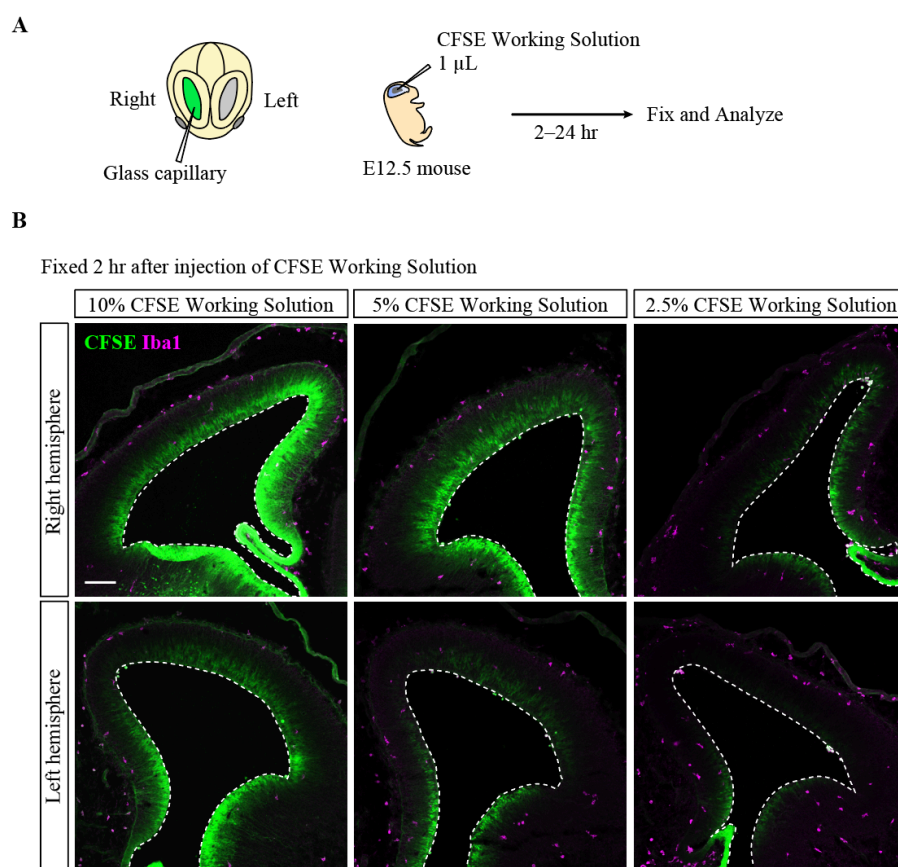 A
CFSE Working Solution
1 µL
Right
Left
Glass capillary
E12.5 mouse
2–24 hr
Fix and Analyze
B
Fixed 2 hr after injection of CFSE Working Solution
10% CFSE Working Solution
5% CFSE Working Solution
2.5% CFSE Working Solution
Right hemisphere
CFSE Iba1
Left hemisphere